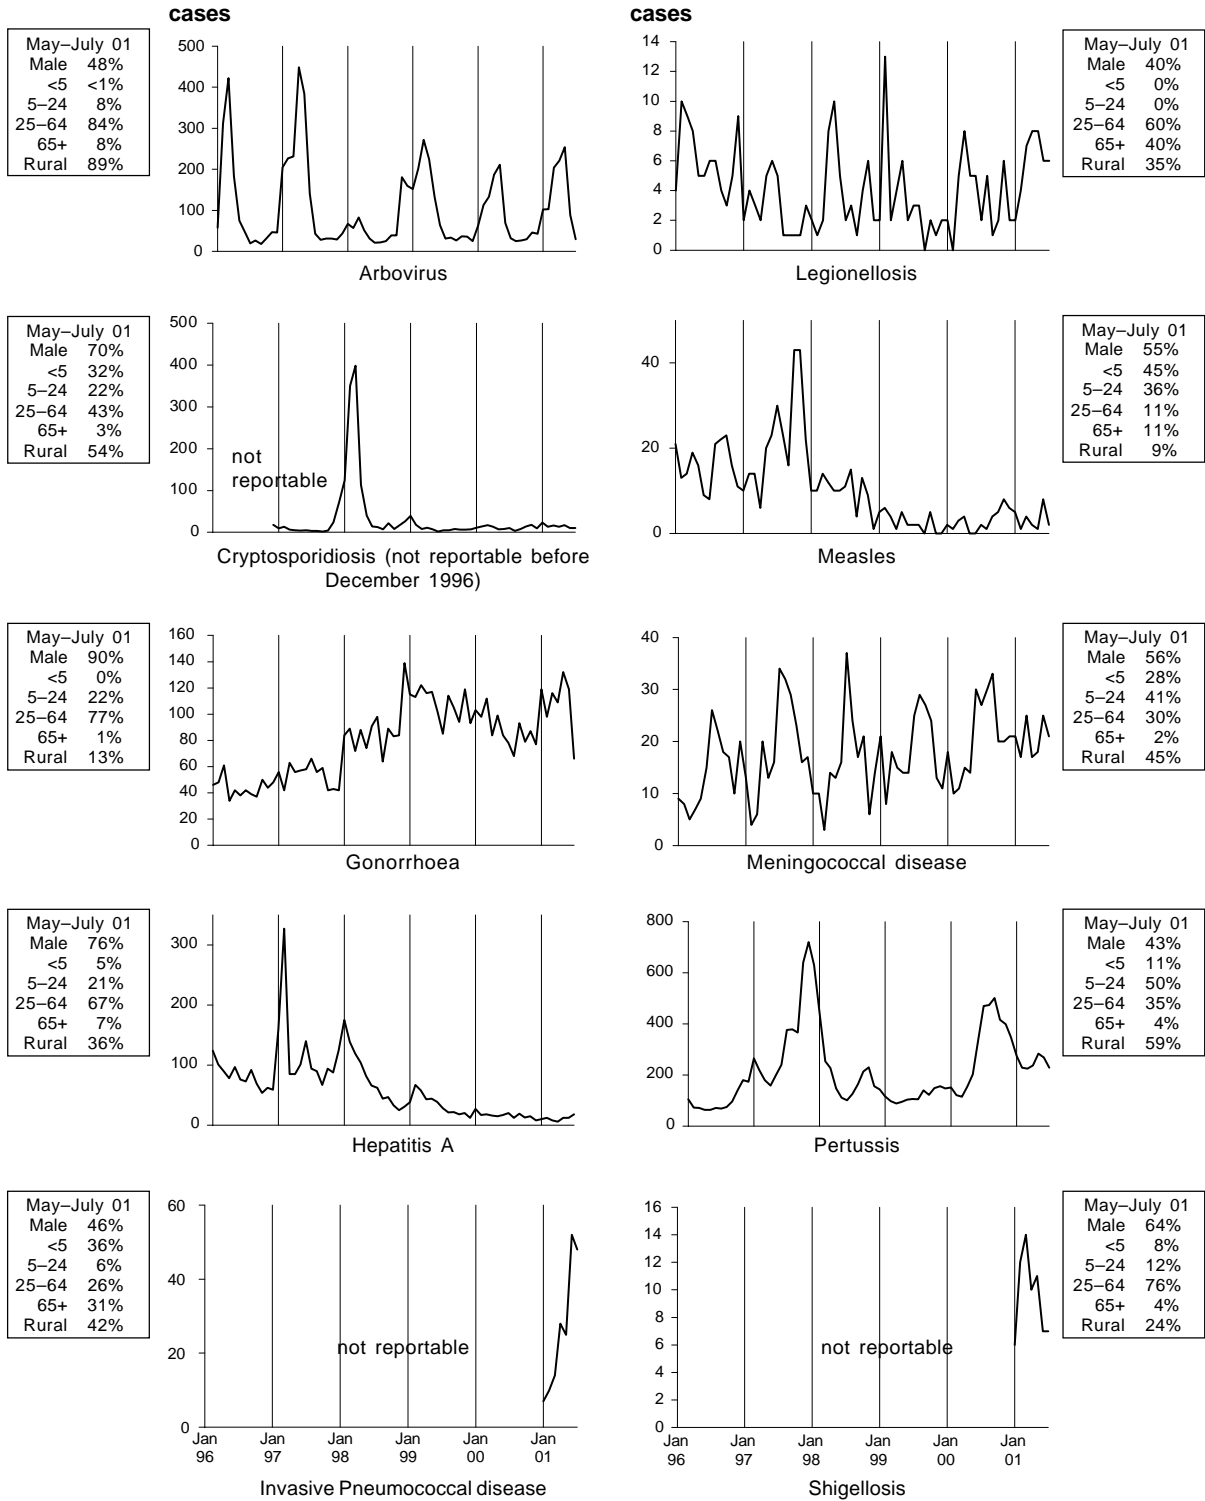 cases
cases
May–July 01
Male 48%
<5 <1%
5–24 8%
25–64 84%
65+ 8%
Rural 89%
500
400
300
200
100
0
Arbovirus
14
12
10
8
6
4
2
0
Legionellosis
May–July 01
Male 40%
<5 0%
5–24 0%
25–64 60%
65+ 40%
Rural 35%
May–July 01
Male 70%
<5 32%
5–24 22%
25–64 43%
65+ 3%
Rural 54%
500
400
300
200
100
0
not
reportable
Cryptosporidiosis (not reportable before
December 1996)
40
20
0
Measles
May–July 01
Male 55%
<5 45%
5–24 36%
25–64 11%
65+ 11%
Rural 9%
May–July 01
Male 90%
<5 0%
5–24 22%
25–64 77%
65+ 1%
Rural 13%
160
140
120
100
80
60
40
20
0
Gonorrhoea
40
30
20
10
0
Meningococcal disease
May–July 01
Male 56%
<5 28%
5–24 41%
25–64 30%
65+ 2%
Rural 45%
May–July 01
Male 76%
<5 5%
5–24 21%
25–64 67%
65+ 7%
Rural 36%
300
200
100
0
Hepatitis A
800
600
400
200
0
Pertussis
May–July 01
Male 43%
<5 11%
5–24 50%
25–64 35%
65+ 4%
Rural 59%
May–July 01
Male 46%
<5 36%
5–24 6%
25–64 26%
65+ 31%
Rural 42%
60
40
20
0
not reportable
Jan Jan Jan Jan Jan Jan
96 97 98 99 00 01
Invasive Pneumococcal disease
16
14
12
10
8
6
4
2
0
not reportable
Jan Jan Jan Jan Jan Jan
96 97 98 99 00 01
Shigellosis
May–July 01
Male 64%
<5 8%
5–24 12%
25–64 76%
65+ 4%
Rural 24%